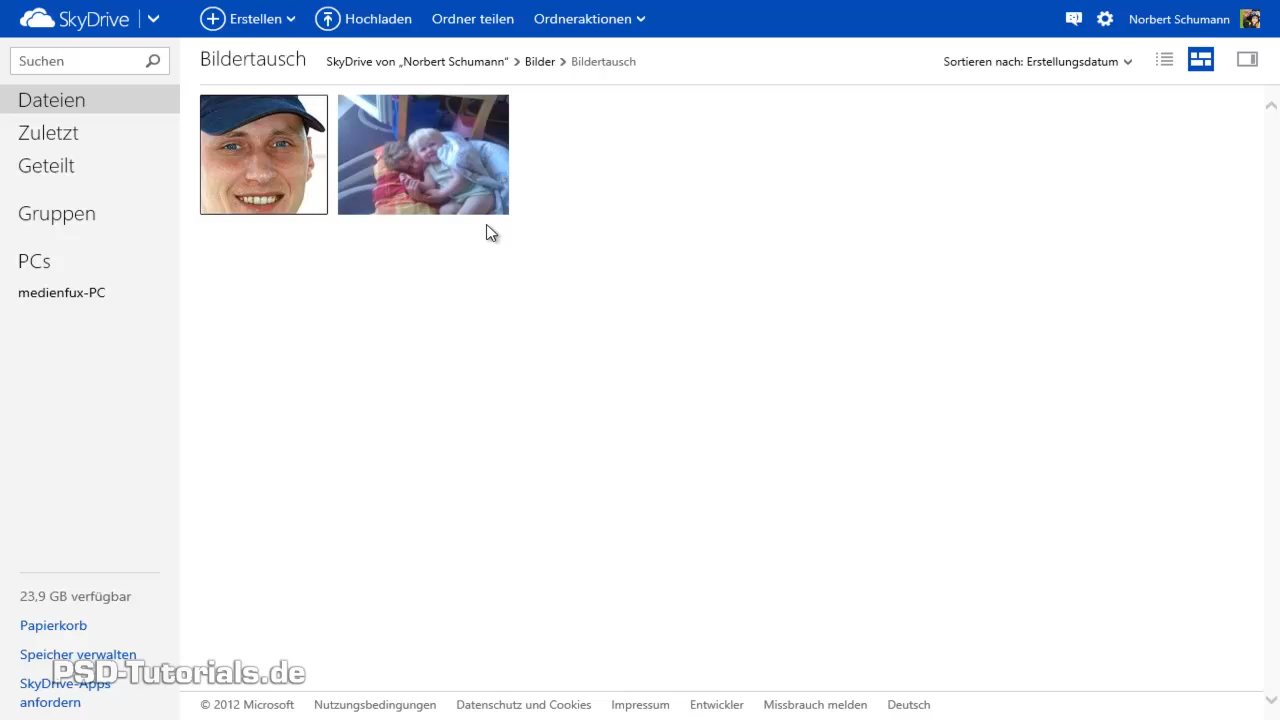 SkyDrive
Erstellen
Hochladen
Ordner teilen
Ordneraktionen
Norbert Schumann
Suchen
Bildertausch
SkyDrive von „Norbert Schumann“ > Bilder > Bildertausch
Sortieren nach: Erstellungsdatum
Dateien
Zuletzt
Geteilt
Gruppen
PCs
medienfux-PC
23,9 GB verfügbar
Papierkorb
Speicher verwalten
PSD-Tutorials.de
SkyDrive-Apps
anfordern
© 2012 Microsoft
Nutzungsbedingungen
Datenschutz und Cookies
Impressum
Entwickler
Missbrauch melden
Deutsch